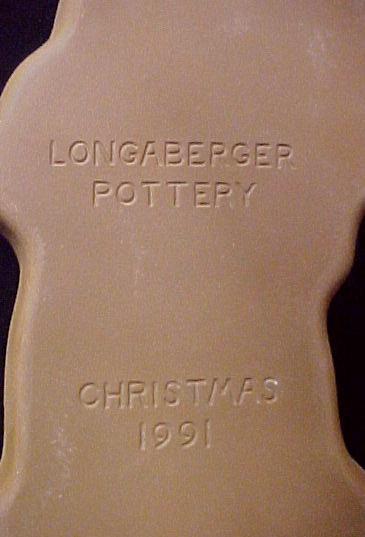 LONGABERGER
POTTERY
CHRISTMAS
1991